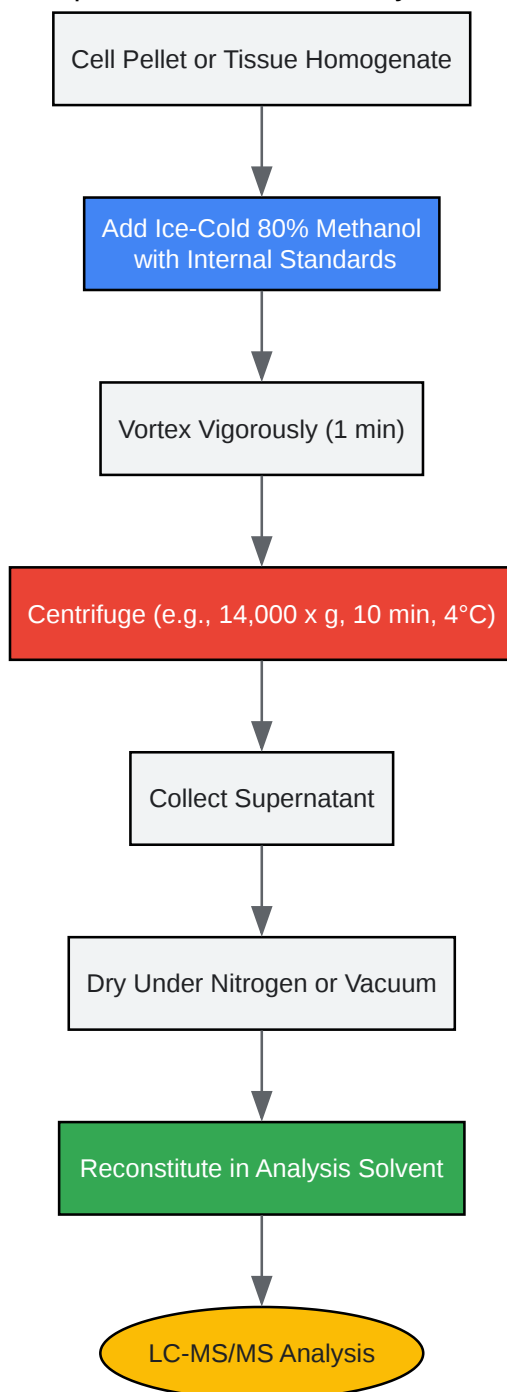 Cell Pellet or Tissue Homogenate
Add Ice-Cold 80% Methanol
with Internal Standards
Vortex Vigorously (1 min)
Centrifuge (e.g., 14,000 x g, 10 min, 4°C)
Collect Supernatant
Dry Under Nitrogen or Vacuum
Reconstitute in Analysis Solvent
LC-MS/MS Analysis